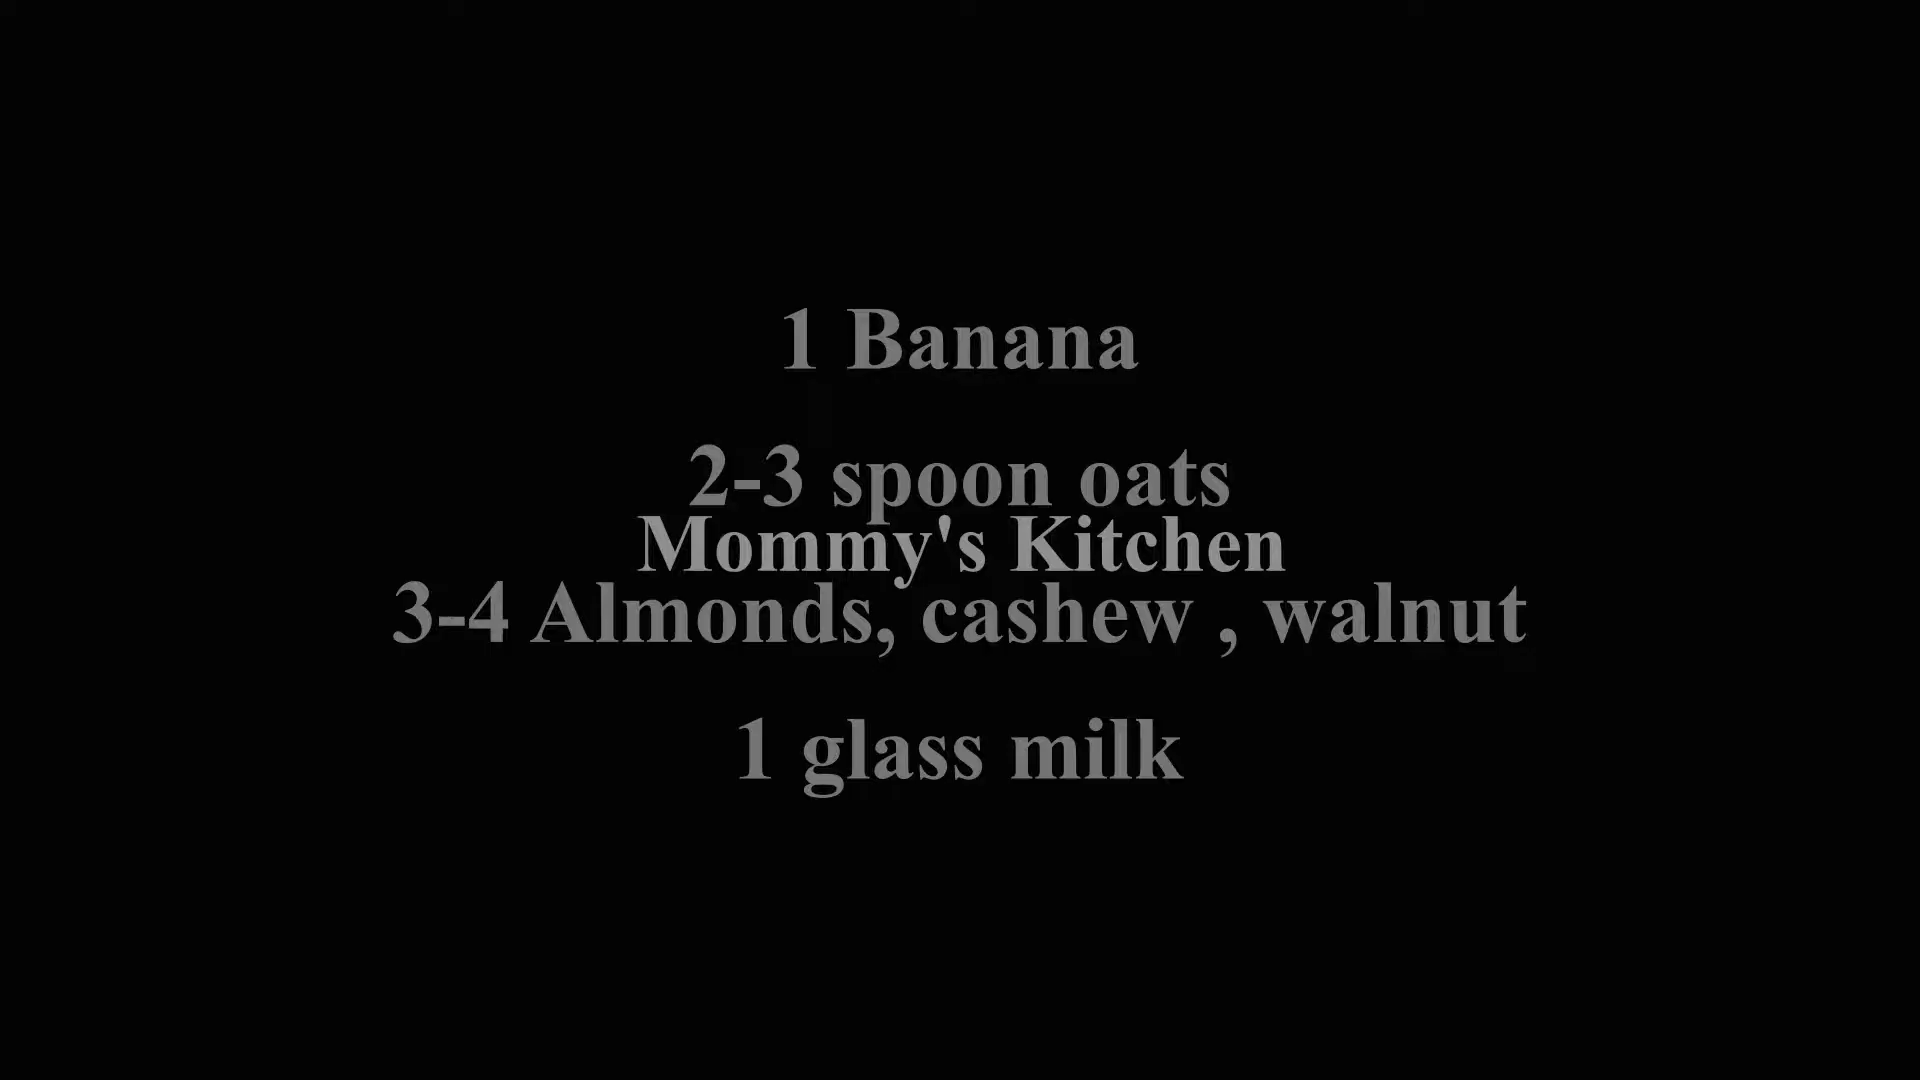 1 Banana
2-3 spoon oats
Mommy's Kitchen
3-4 Almonds, cashew , walnut
1 glass milk